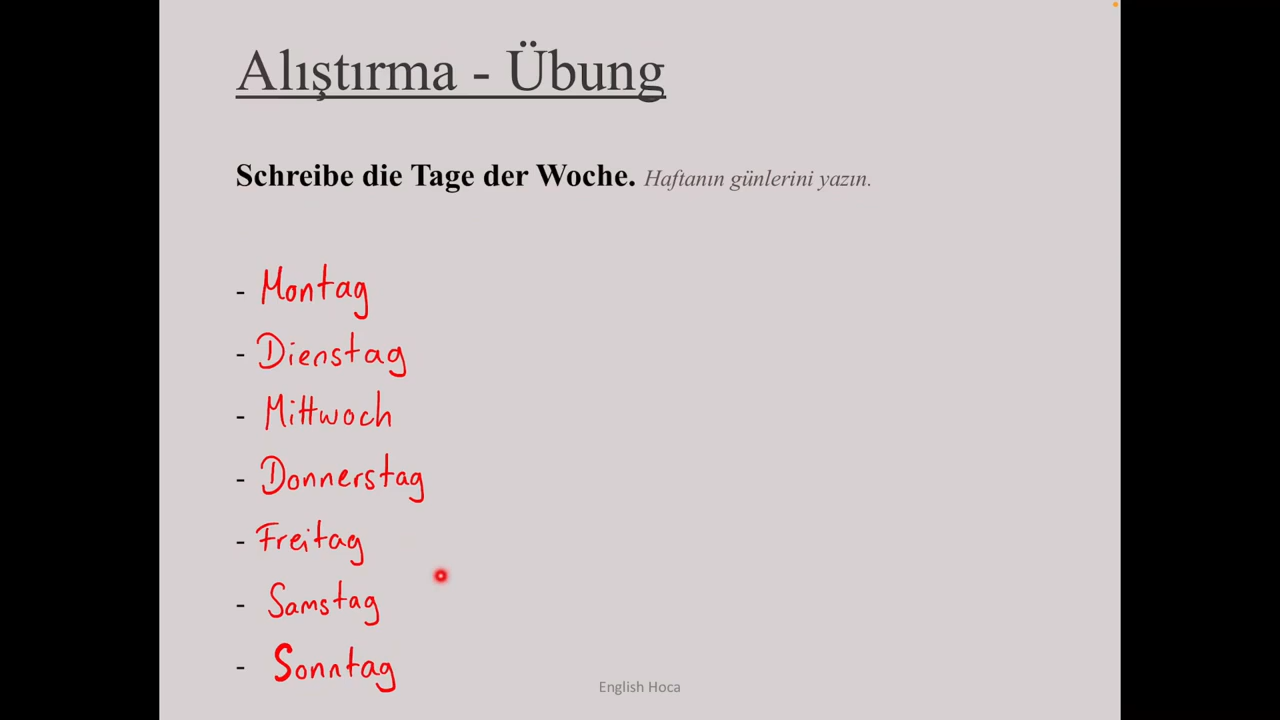 Alıştırma - Übung
Schreibe die Tage der Woche. Haftanın günlerini yazın.
- Montag
- Dienstag
- Mittwoch
- Donnerstag
- Freitag
- Samstag
- Sonntag
English Hoca